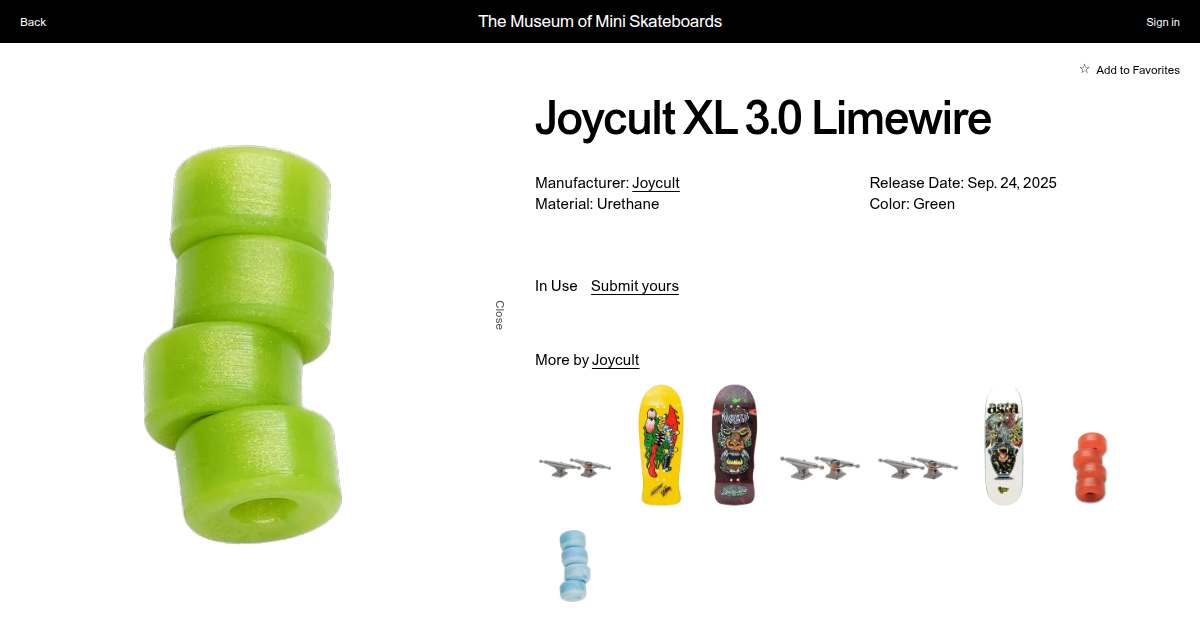 Back
The Museum of Mini Skateboards
Sign in
☆ Add to Favorites
Joycult XL 3.0 Limewire
Manufacturer: Joycult
Release Date: Sep. 24, 2025
Material: Urethane
Color: Green
In Use Submit yours
Close
More by Joycult